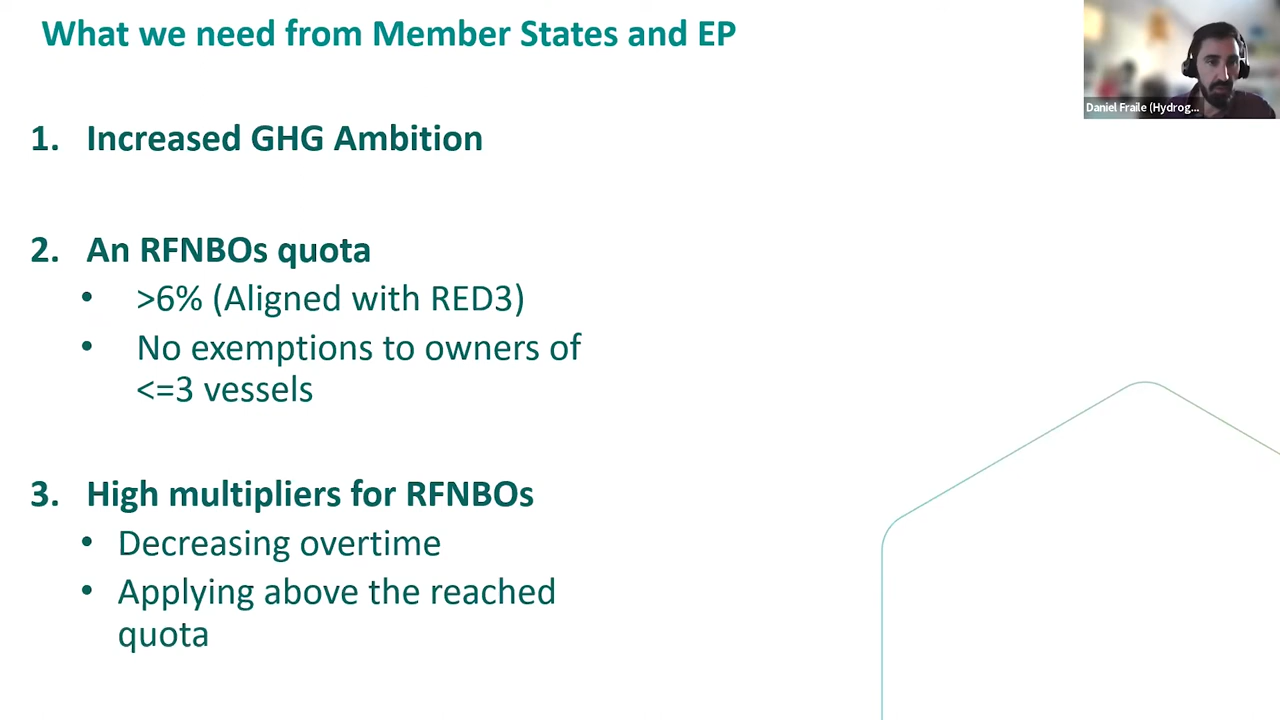 What we need from Member States and EP
Daniel Fraile (Hydrog...
1. Increased GHG Ambition
2. An RFNBOs quota
• >6% (Aligned with RED3)
• No exemptions to owners of
<=3 vessels
3. High multipliers for RFNBOs
• Decreasing overtime
• Applying above the reached
quota